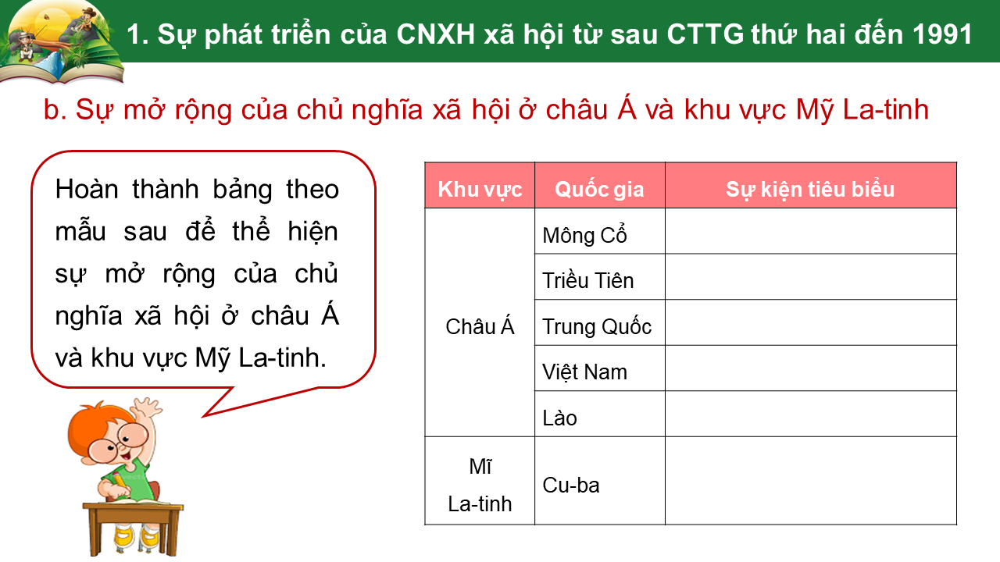 1. Sự phát triển của CNXH xã hội từ sau CTTG thứ hai đến 1991
b. Sự mở rộng của chủ nghĩa xã hội ở châu Á và khu vực Mỹ La-tinh
Hoàn thành bảng theo
mẫu sau để thể hiện
sự mở rộng của chủ
nghĩa xã hội ở châu Á
và khu vực Mỹ La-tinh.
Khu vực Quốc gia Sự kiện tiêu biểu
Châu Á
Mông Cổ
Triều Tiên
Trung Quốc
Việt Nam
Lào
Mĩ
La-tinh
Cu-ba